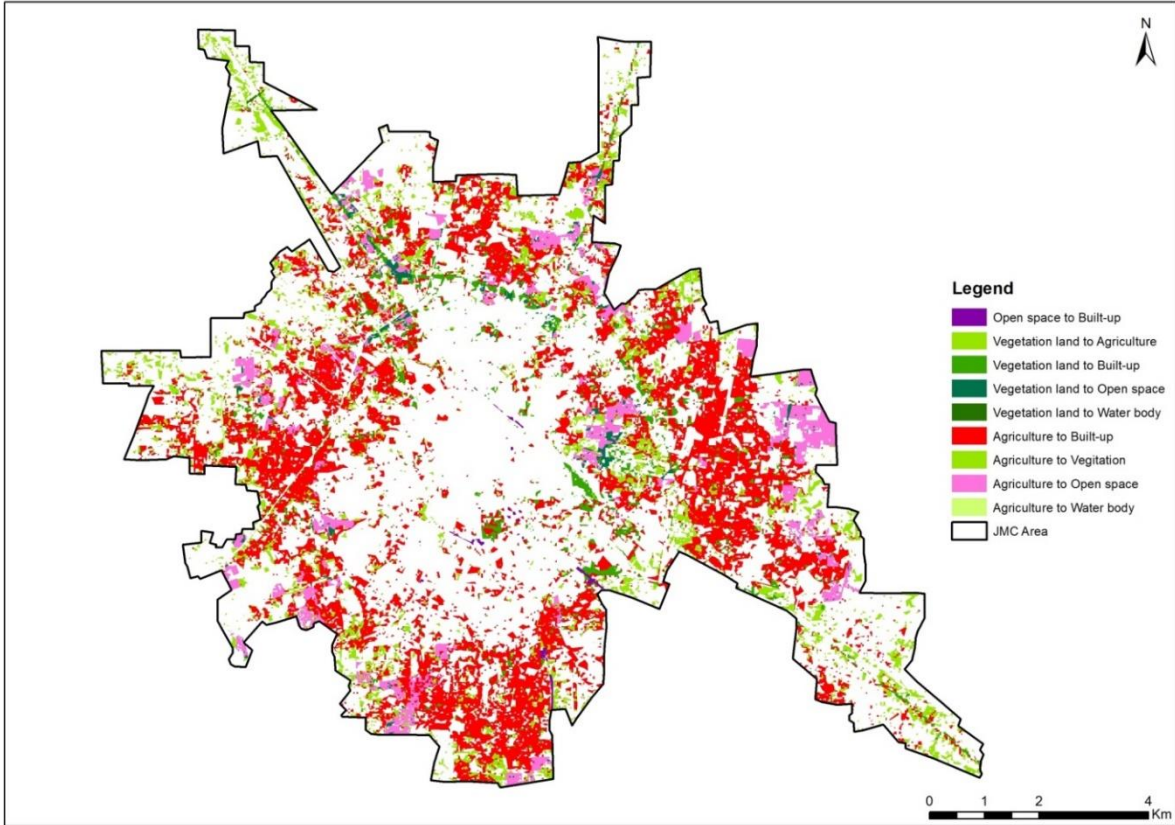 N
Legend
Open space to Built-up
Vegetation land to Agriculture
Vegetation land to Built-up
Vegetation land to Open space
Vegetation land to Water body
Agriculture to Built-up
Agriculture to Vegitation
Agriculture to Open space
Agriculture to Water body
JMC Area
0 1 2 4
Km